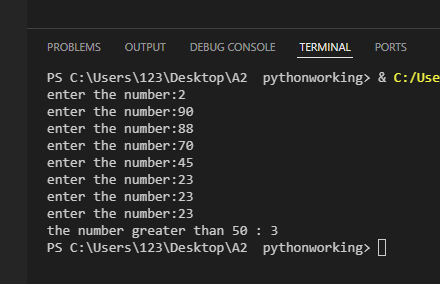 PROBLEMS OUTPUT DEBUG CONSOLE TERMINAL PORTS
PS C:\Users\123\Desktop\A2  pythonworking> & C:/Use
enter the number:2
enter the number:90
enter the number:88
enter the number:70
enter the number:45
enter the number:23
enter the number:23
enter the number:23
the number greater than 50 : 3
PS C:\Users\123\Desktop\A2  pythonworking>